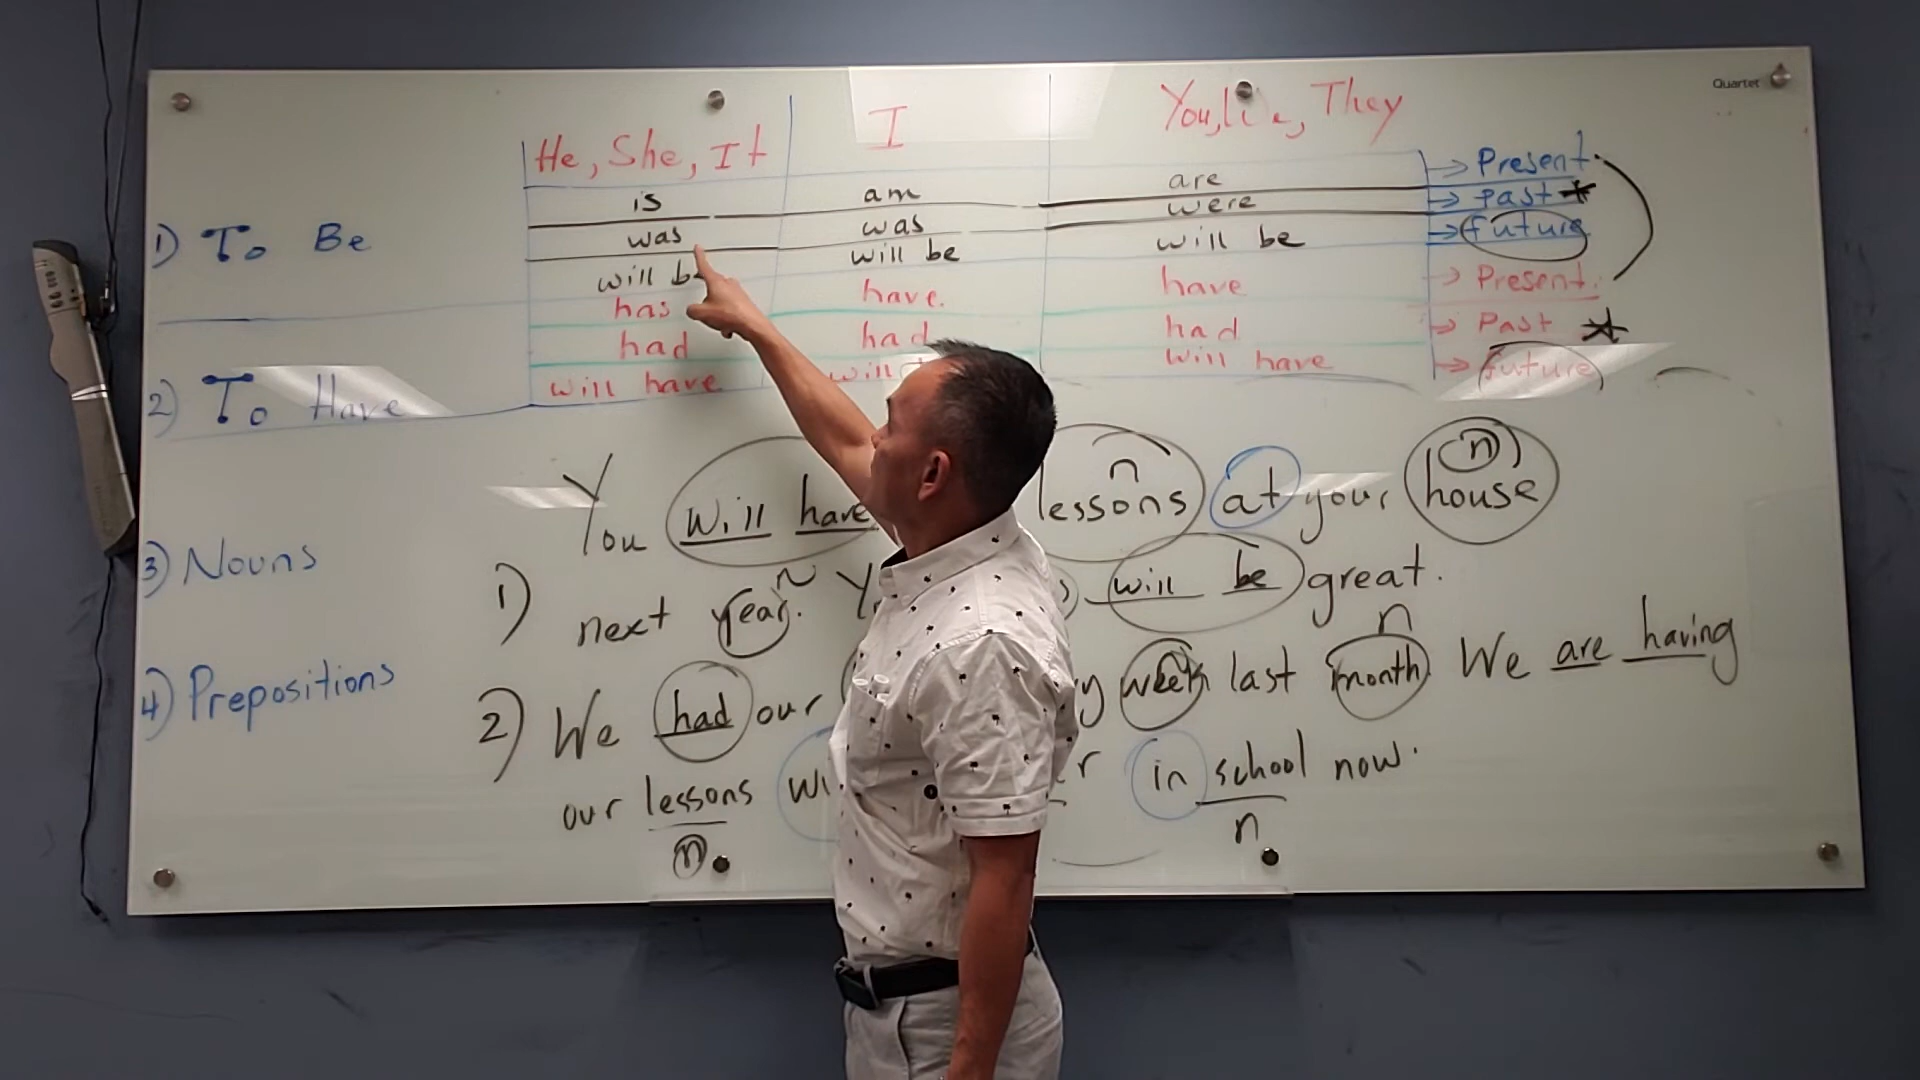 Quartet
He, She, It I You, They
is am are → Present
was was were → Past
will be will be will be → future
1) To Be
has have. have → Present.
had had had → Past
will have will will have → future
2) To Have
3) Nouns
4) Prepositions
n n
You will have lessons at your house
n
1) next year. will be great.
n
2) We had our week last month. We are having
our lessons in school now.
n n